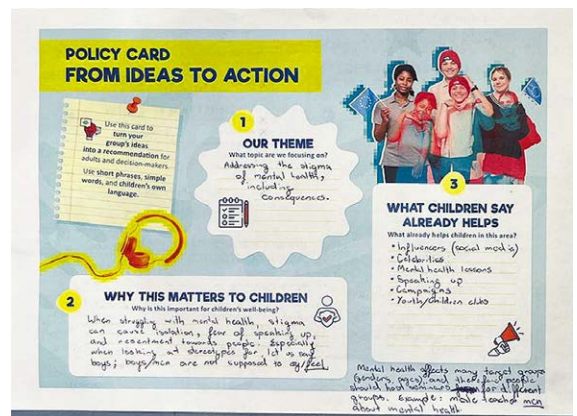 POLICY CARD
FROM IDEAS TO ACTION
Use this card to
turn your
group's ideas
into a recommendation for
adults and decision-makers.
Use short phrases, simple
words, and children's own
language.
1
OUR THEME
What topic are we focusing on?
Addressing the stigma
of mental health,
including
consequences.
2
WHY THIS MATTERS TO CHILDREN
Why is this important for children's well-being?
When struggling with mental health, stigma
can cause isolation, fear of speaking up,
and resentment towards people. Especially
when looking at stereotypes for, let us say
boys; boys/men are not supposed to cry/feel
3
WHAT CHILDREN SAY
ALREADY HELPS
What already helps children in this area?
• Influencers (social media)
• Celebrities
• Mental health lessons
• Speaking up
• Campaigns
• Youth/children clubs
Mental health affects many target groups
(genders, ages), and therefore people
should host seminars for different
groups. Example: male teacher men
about mental health